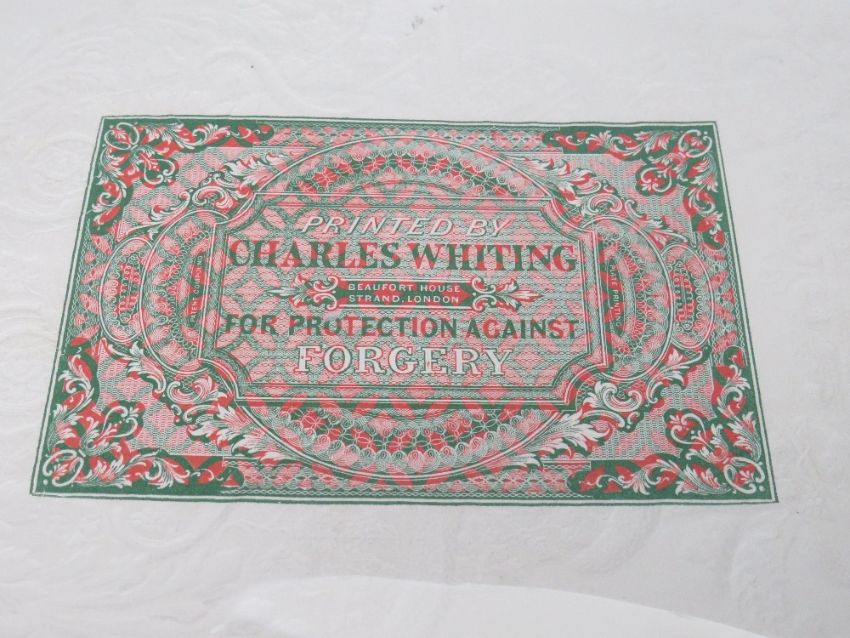 PRINTED BY
CHARLES WHITING
BEAUFORT HOUSE
STRAND, LONDON
FOR PROTECTION AGAINST
FORGERY